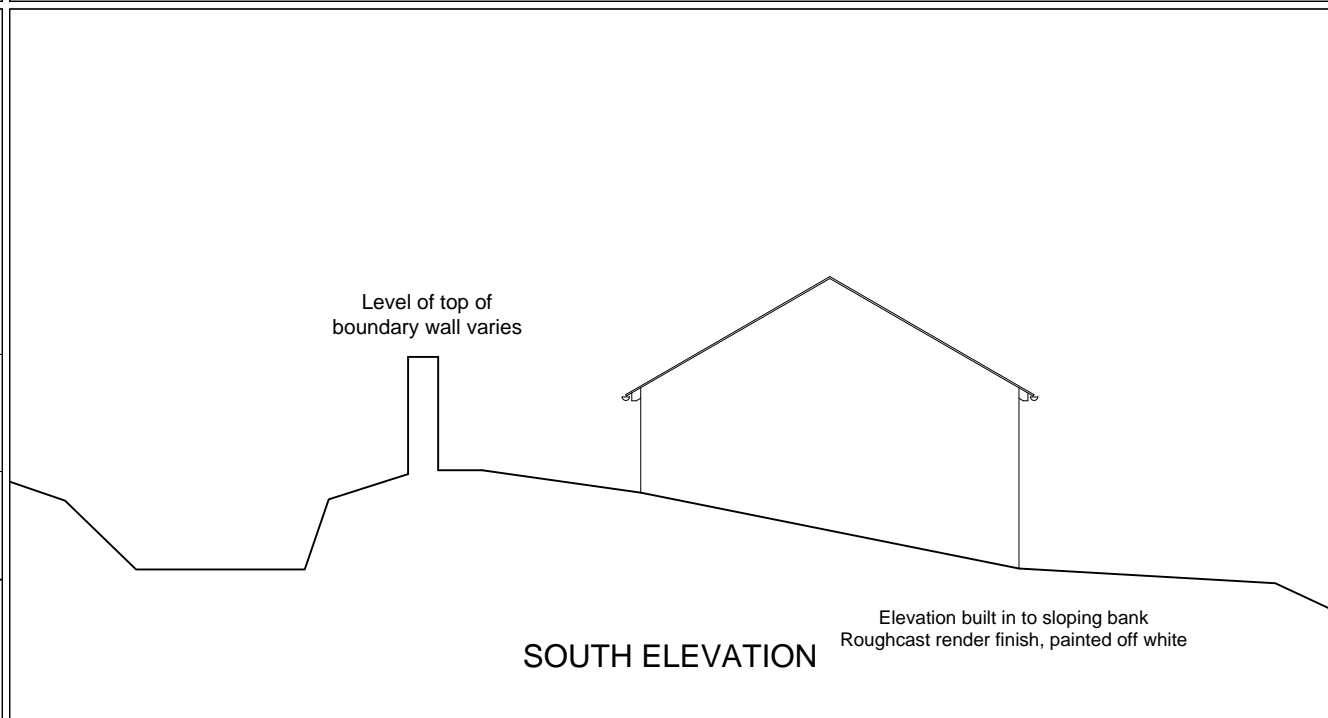 Level of top of
boundary wall varies
Elevation built in to sloping bank
Roughcast render finish, painted off white
SOUTH ELEVATION